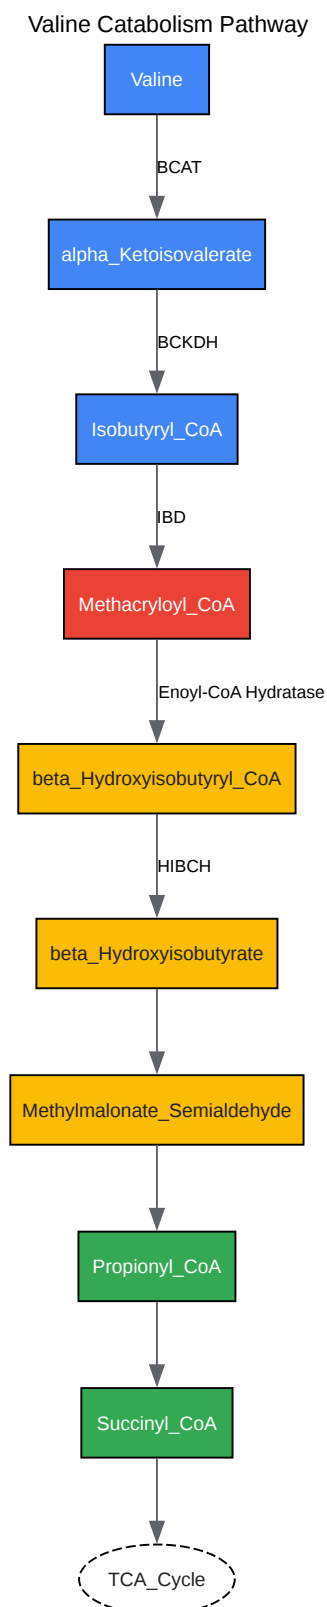 Valine Catabolism Pathway
Valine
BCAT
alpha_Ketoisovalerate
BCKDH
Isobutyryl_CoA
IBD
Methacryloyl_CoA
Enoyl-CoA Hydratase
beta_Hydroxyisobutyryl_CoA
HIBCH
beta_Hydroxyisobutyrate
Methylmalonate_Semialdehyde
Propionyl_CoA
Succinyl_CoA
TCA_Cycle